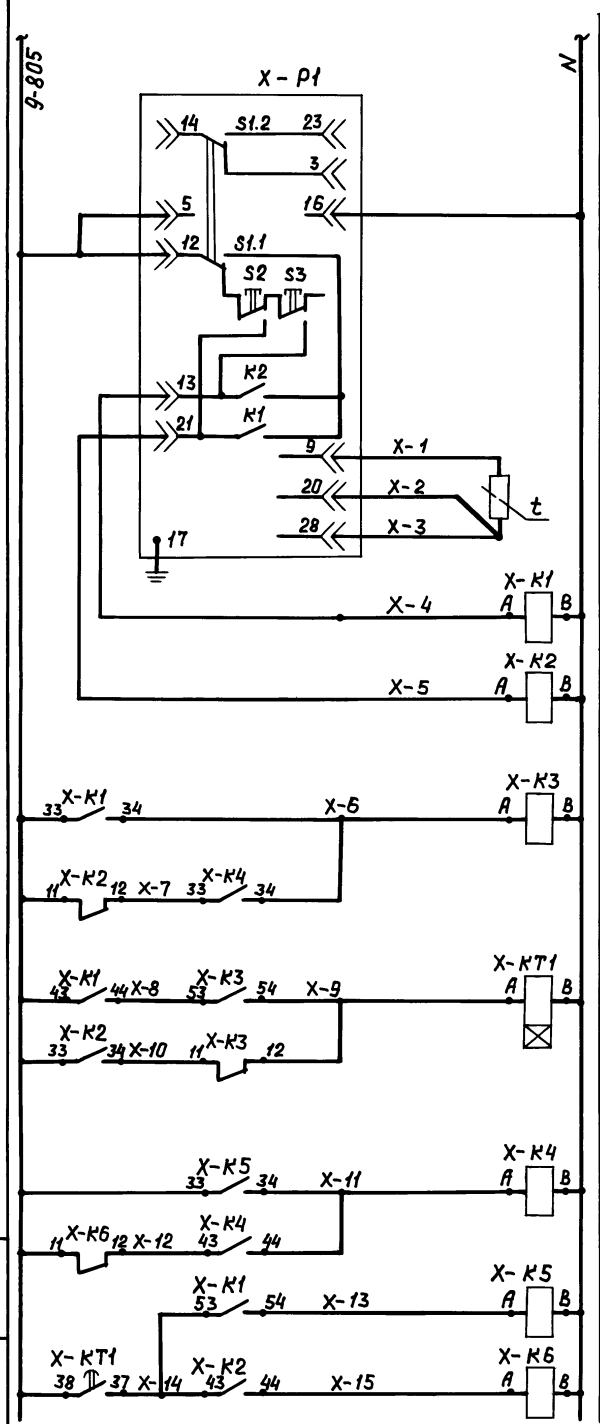 9-805
N
X-P1
14 S1.2 23
3
5 16
12 S1.1
S2 S3
13 K2
21 K1
9 X-1
20 X-2 t
28 X-3
17
X-K1
X-4 A B
X-K2
X-5 A B
X-K1 X-K3
33 34 X-6 A B
X-K2 X-K4
11 12 X-7 33 34
X-K1 X-K3 X-KT1
43 44 X-8 53 54 X-9 A B
X-K2 X-K3
33 34 X-10 11 12
X-K5 X-K4
33 34 X-11 A B
X-K6 X-K4
11 12 X-12 43 44
X-K1 X-K5
53 54 X-13 A B
X-KT1 X-K2 X-K6
38 37 X-14 43 44 X-15 A B